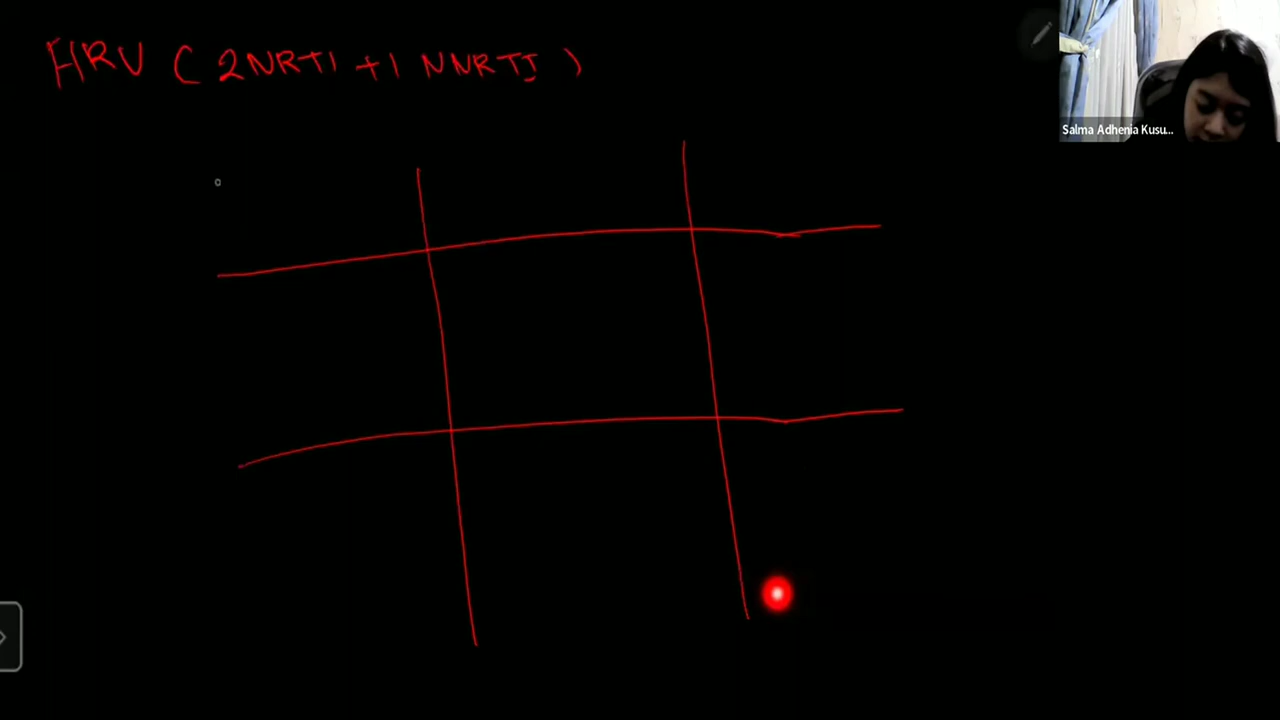 HRV ( 2NRTI + 1 NNRTI )
Salma Adhenia Kusu...